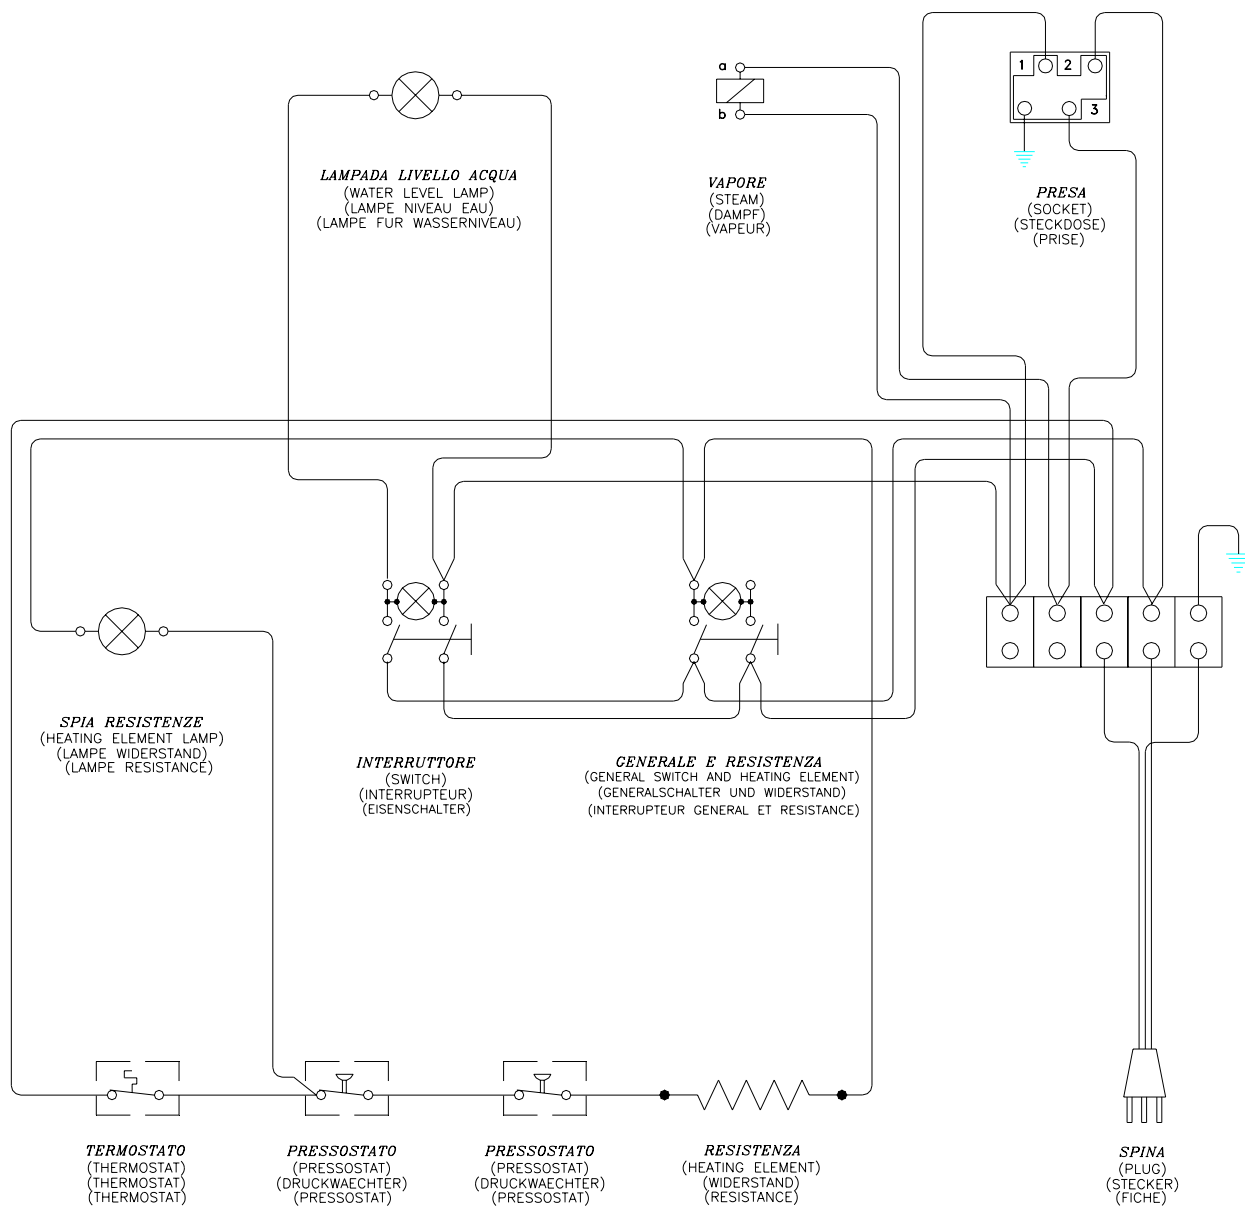 a
b
1
2
3
LAMPADA LIVELLO ACQUA
(WATER LEVEL LAMP)
(LAMPE NIVEAU EAU)
(LAMPE FUR WASSERNIVEAU)
VAPORE
(STEAM)
(DAMPF)
(VAPEUR)
PRESA
(SOCKET)
(STECKDOSE)
(PRISE)
SPIA RESISTENZE
(HEATING ELEMENT LAMP)
(LAMPE WIDERSTAND)
(LAMPE RESISTANCE)
INTERRUTTORE
(SWITCH)
(INTERRUPTEUR)
(EISENSCHALTER)
GENERALE E RESISTENZA
(GENERAL SWITCH AND HEATING ELEMENT)
(GENERALSCHALTER UND WIDERSTAND)
(INTERRUPTEUR GENERAL ET RESISTANCE)
TERMOSTATO
(THERMOSTAT)
(THERMOSTAT)
(THERMOSTAT)
PRESSOSTATO
(PRESSOSTAT)
(DRUCKWAECHTER)
(PRESSOSTAT)
PRESSOSTATO
(PRESSOSTAT)
(DRUCKWAECHTER)
(PRESSOSTAT)
RESISTENZA
(HEATING ELEMENT)
(WIDERSTAND)
(RESISTANCE)
SPINA
(PLUG)
(STECKER)
(FICHE)